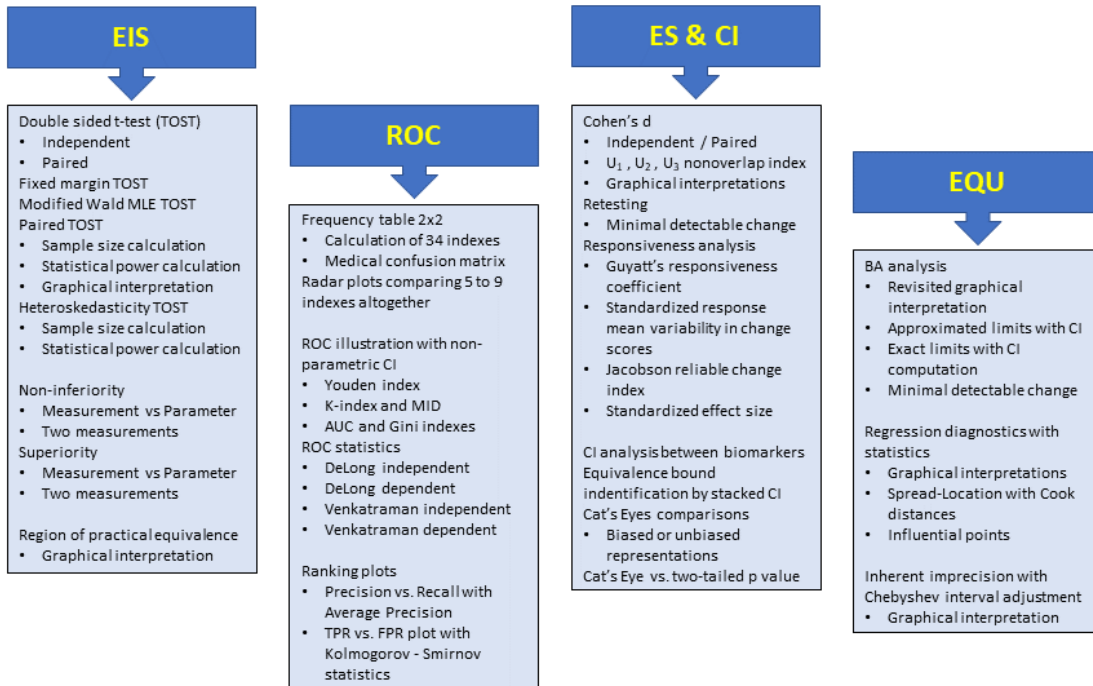 EIS
Double sided t-test (TOST)
• Independent
• Paired
Fixed margin TOST
Modified Wald MLE TOST
Paired TOST
• Sample size calculation
• Statistical power calculation
• Graphical interpretation
Heteroskedasticity TOST
• Sample size calculation
• Statistical power calculation
Non-inferiority
• Measurement vs Parameter
• Two measurements
Superiority
• Measurement vs Parameter
• Two measurements
Region of practical equivalence
• Graphical interpretation
ROC
Frequency table 2x2
• Calculation of 34 indexes
• Medical confusion matrix
Radar plots comparing 5 to 9
indexes altogether
ROC illustration with non-
parametric CI
• Youden index
• K-index and MID
• AUC and Gini indexes
ROC statistics
• DeLong independent
• DeLong dependent
• Venkatraman independent
• Venkatraman dependent
Ranking plots
• Precision vs. Recall with
Average Precision
• TPR vs. FPR plot with
Kolmogorov - Smirnov
statistics
ES & CI
Cohen's d
• Independent / Paired
• U₁ , U₂ , U₃ nonoverlap index
• Graphical interpretations
Retesting
• Minimal detectable change
Responsiveness analysis
• Guyatt's responsiveness
coefficient
• Standardized response
mean variability in change
scores
• Jacobson reliable change
index
• Standardized effect size
CI analysis between biomarkers
Equivalence bound
indentification by stacked CI
Cat's Eyes comparisons
• Biased or unbiased
representations
Cat's Eye vs. two-tailed p value
EQU
BA analysis
• Revisited graphical
interpretation
• Approximated limits with CI
• Exact limits with CI
computation
• Minimal detectable change
Regression diagnostics with
statistics
• Graphical interpretations
• Spread-Location with Cook
distances
• Influential points
Inherent imprecision with
Chebyshev interval adjustment
• Graphical interpretation